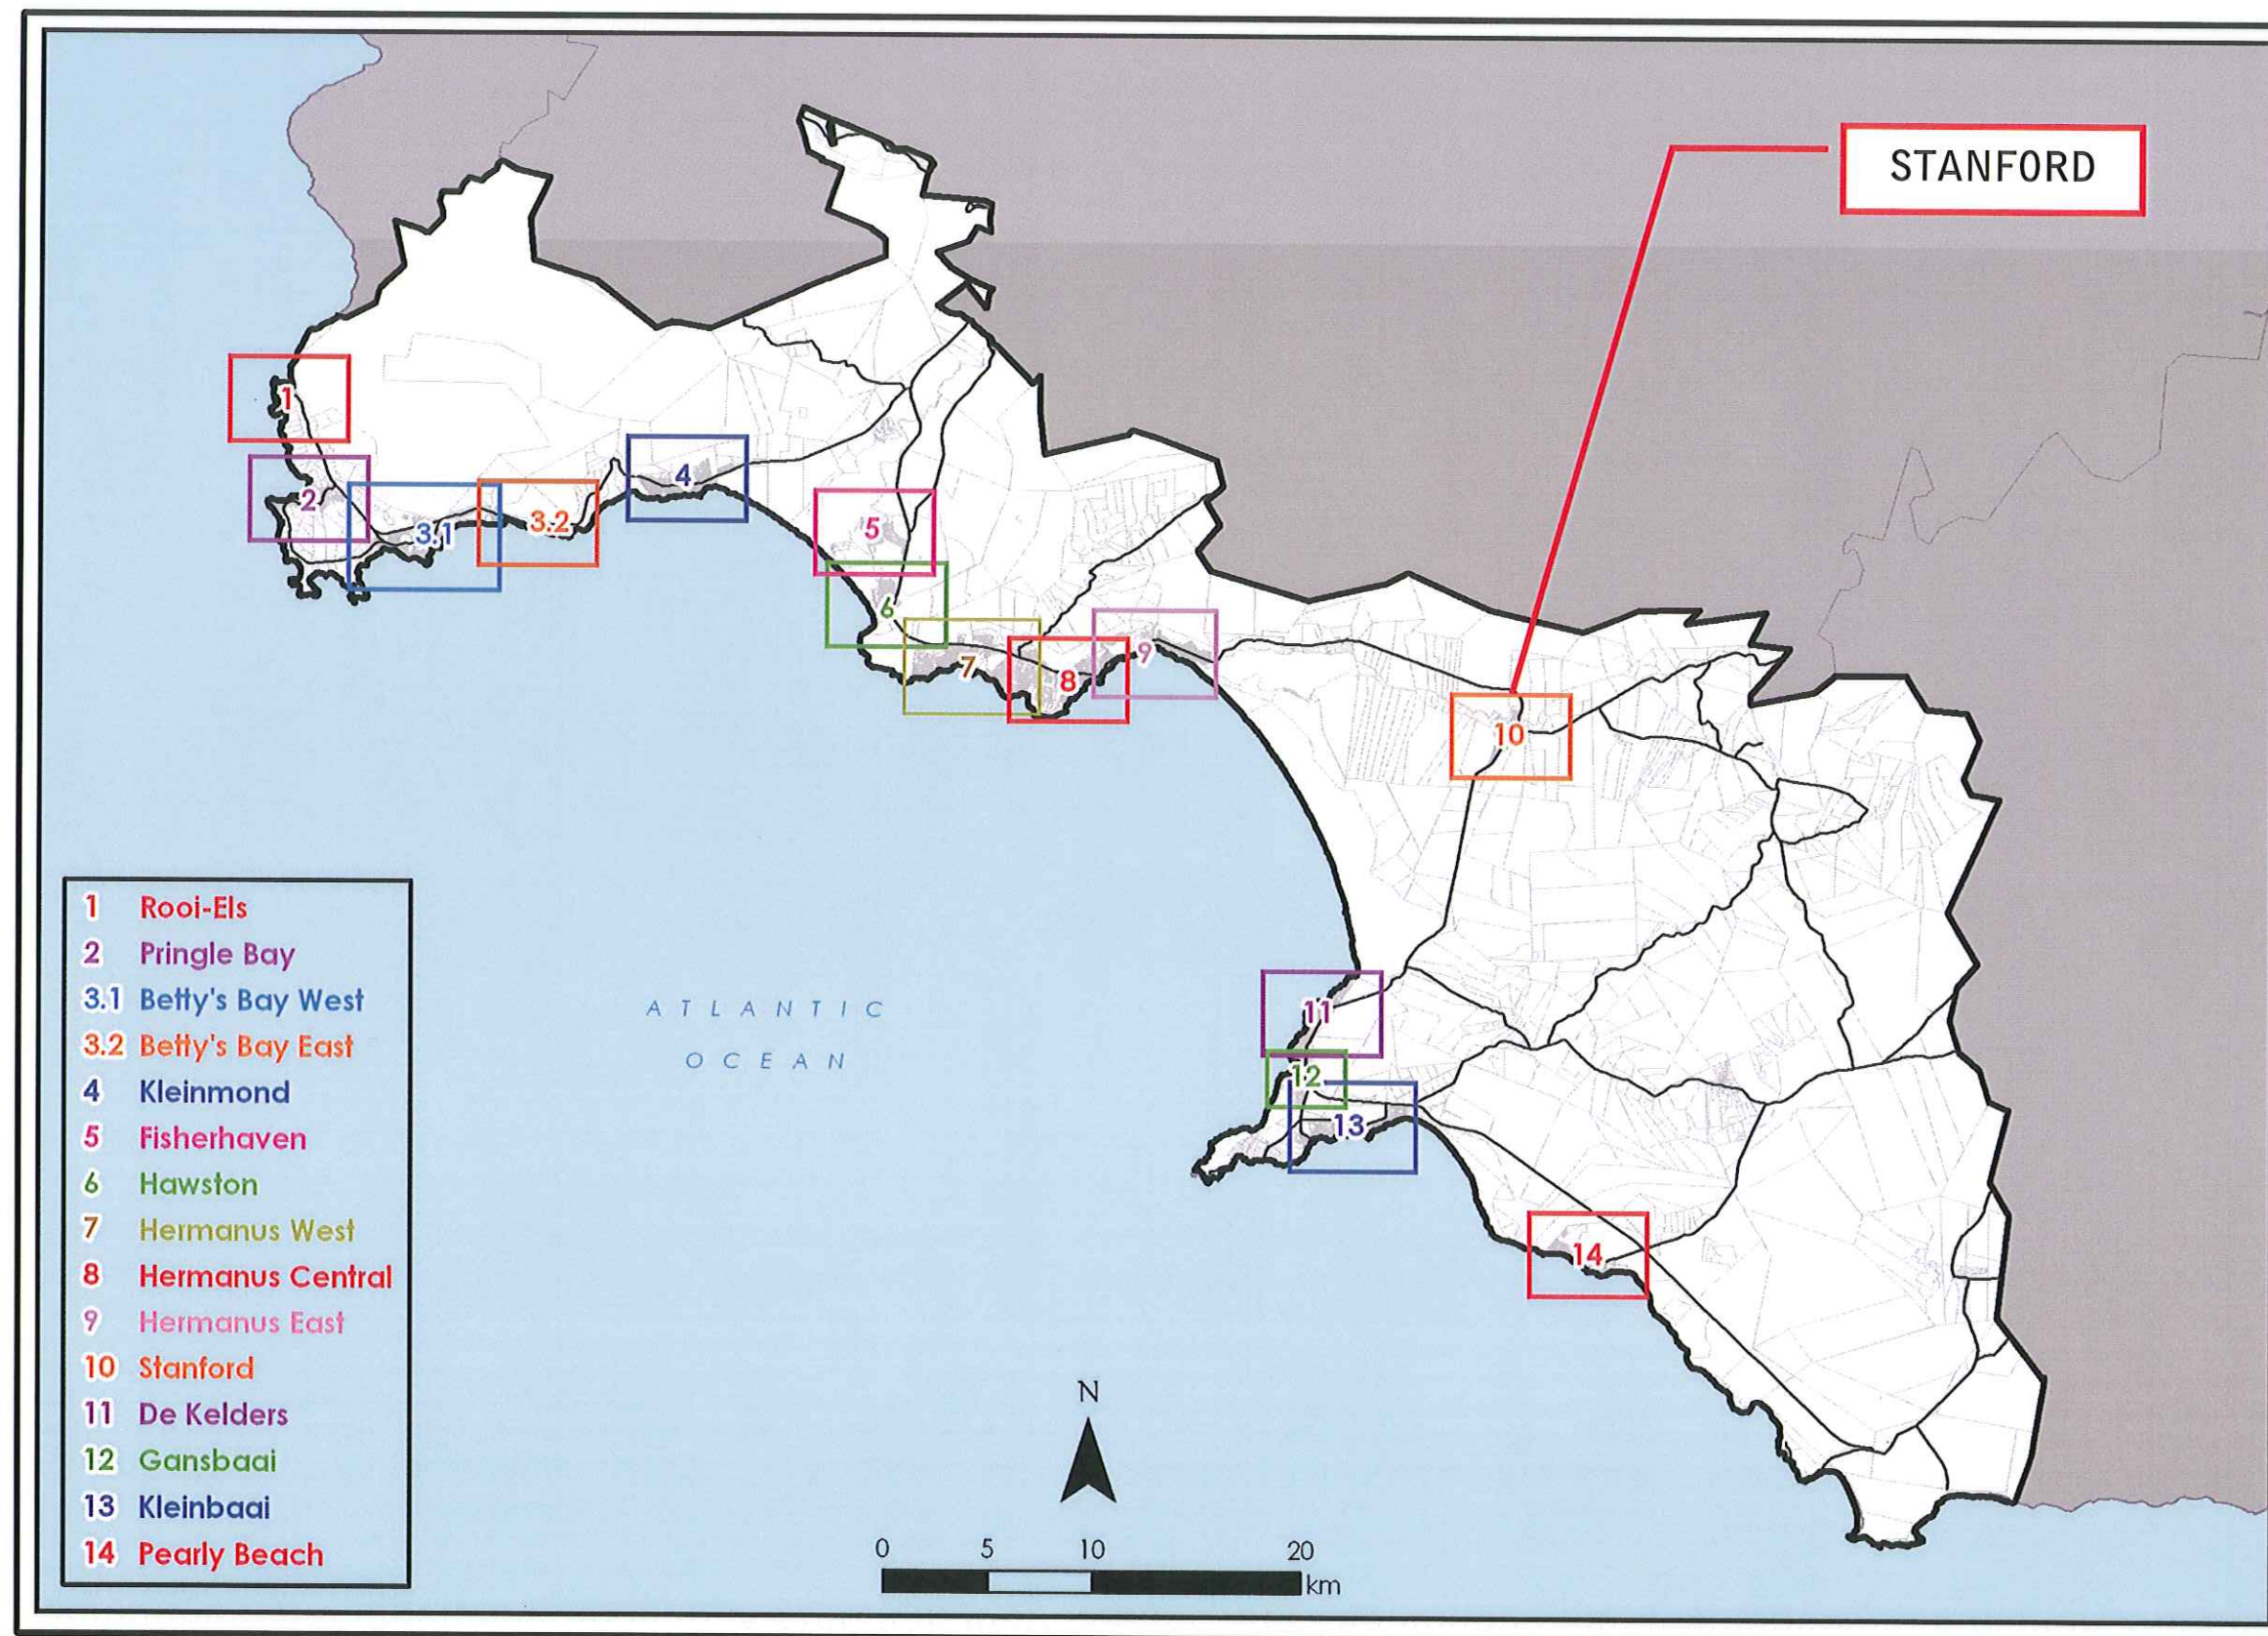 STANFORD
1
2
3.1
3.2
4
5
6
7
8
9
10
11
12
13
14
ATLANTIC
OCEAN
1 Rooi-Els
2 Pringle Bay
3.1 Betty's Bay West
3.2 Betty's Bay East
4 Kleinmond
5 Fisherhaven
6 Hawston
7 Hermanus West
8 Hermanus Central
9 Hermanus East
10 Stanford
11 De Kelders
12 Gansbaai
13 Kleinbaai
14 Pearly Beach
N
0 5 10 20
km